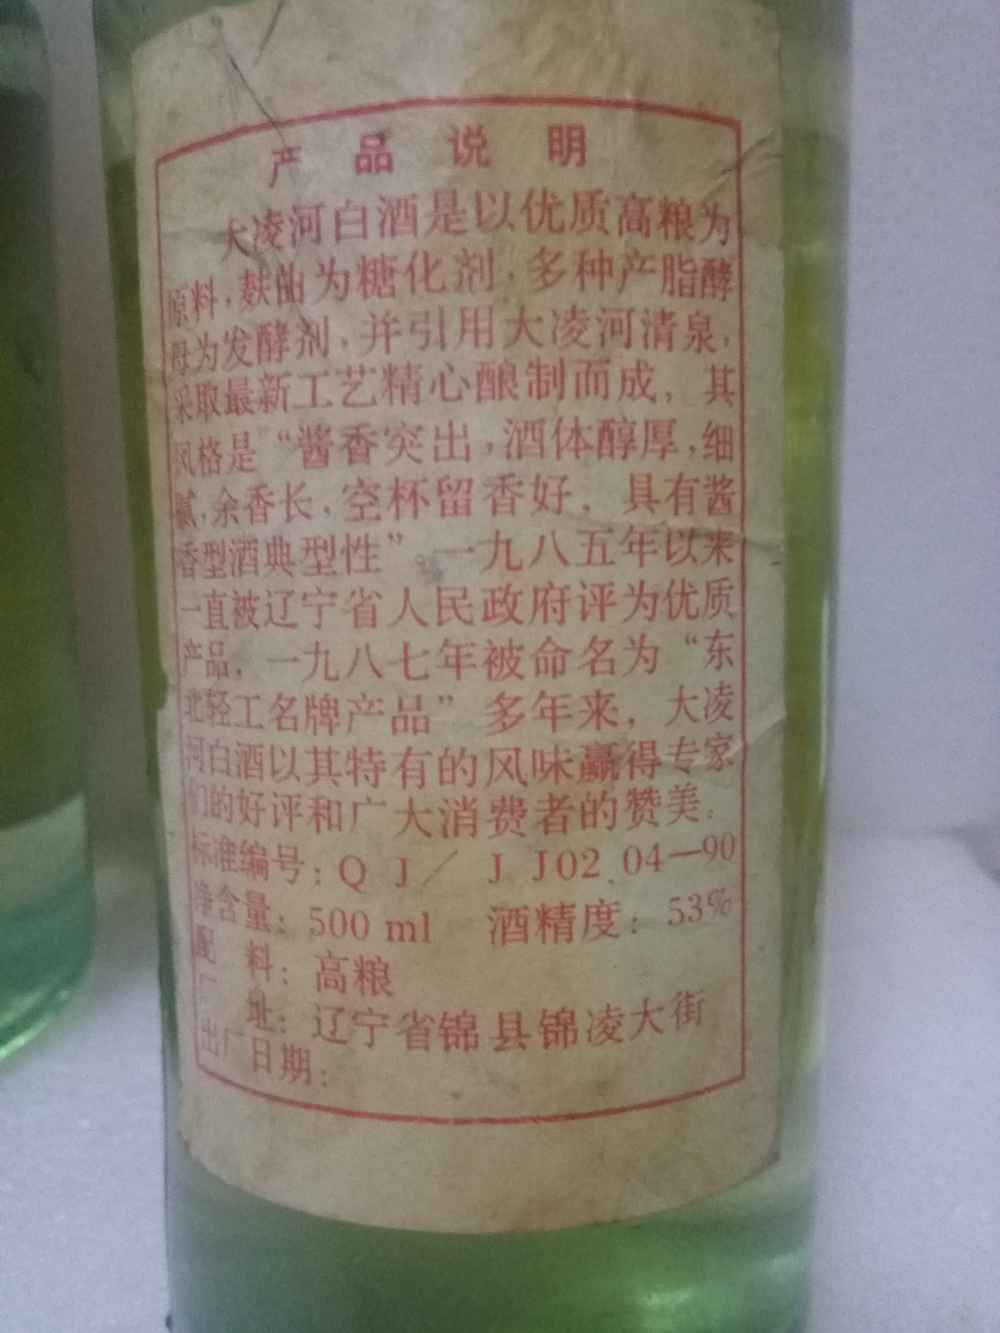 产品说明
大凌河白酒是以优质高粮为
原料,麸曲为糖化剂,多种产脂酵
母为发酵剂,并引用大凌河清泉,
采取最新工艺精心酿制而成,其
风格是“酱香突出,酒体醇厚,细
腻,余香长,空杯留香好,具有酱
香型酒典型性”。一九八五年以来
一直被辽宁省人民政府评为优质
产品,一九八七年被命名为“东
北轻工名牌产品”多年来,大凌
河白酒以其特有的风味赢得专家
们的好评和广大消费者的赞美。
标准编号:QJ/JJ02.04—90
净含量:500 ml 酒精度:53%
配料:高粮
厂址:辽宁省锦县锦凌大街
出厂日期: